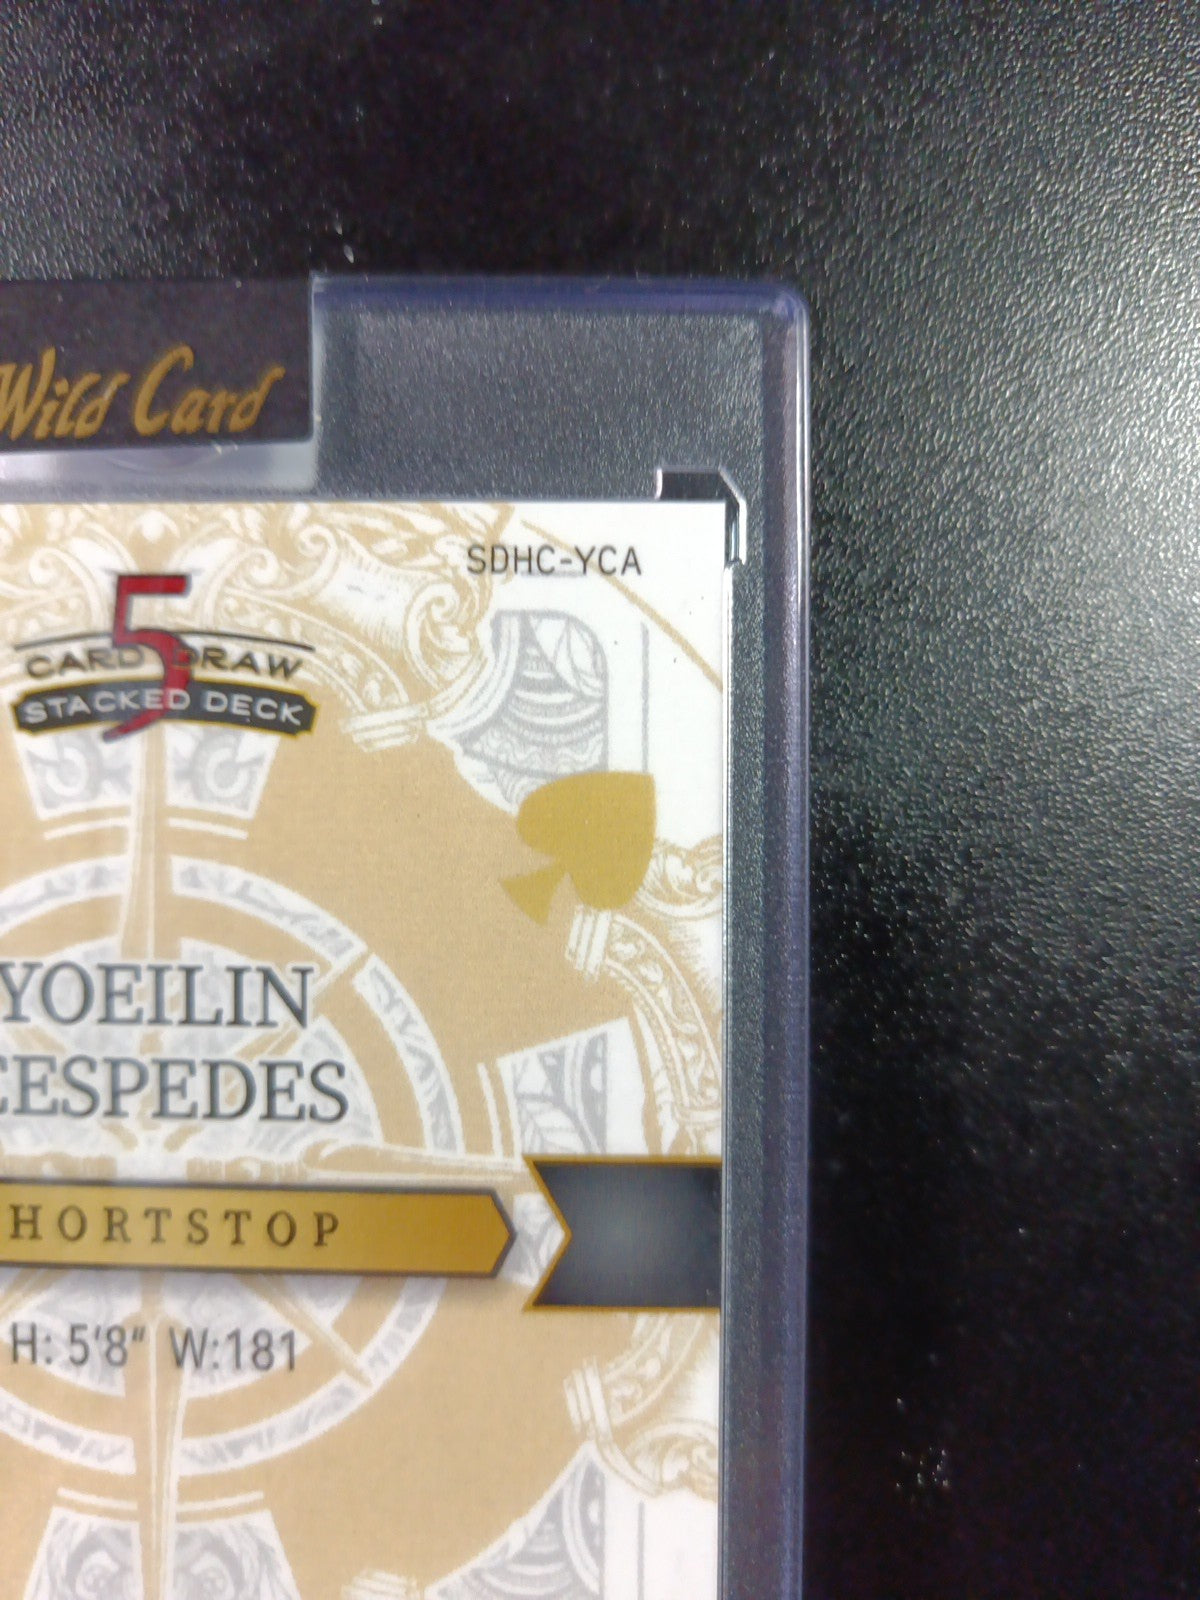 Wild Card
SDHC-YCA
5
CARD DRAW
STACKED DECK
YOEILIN
CESPEDES
HORTSTOP
H: 5'8" W:181